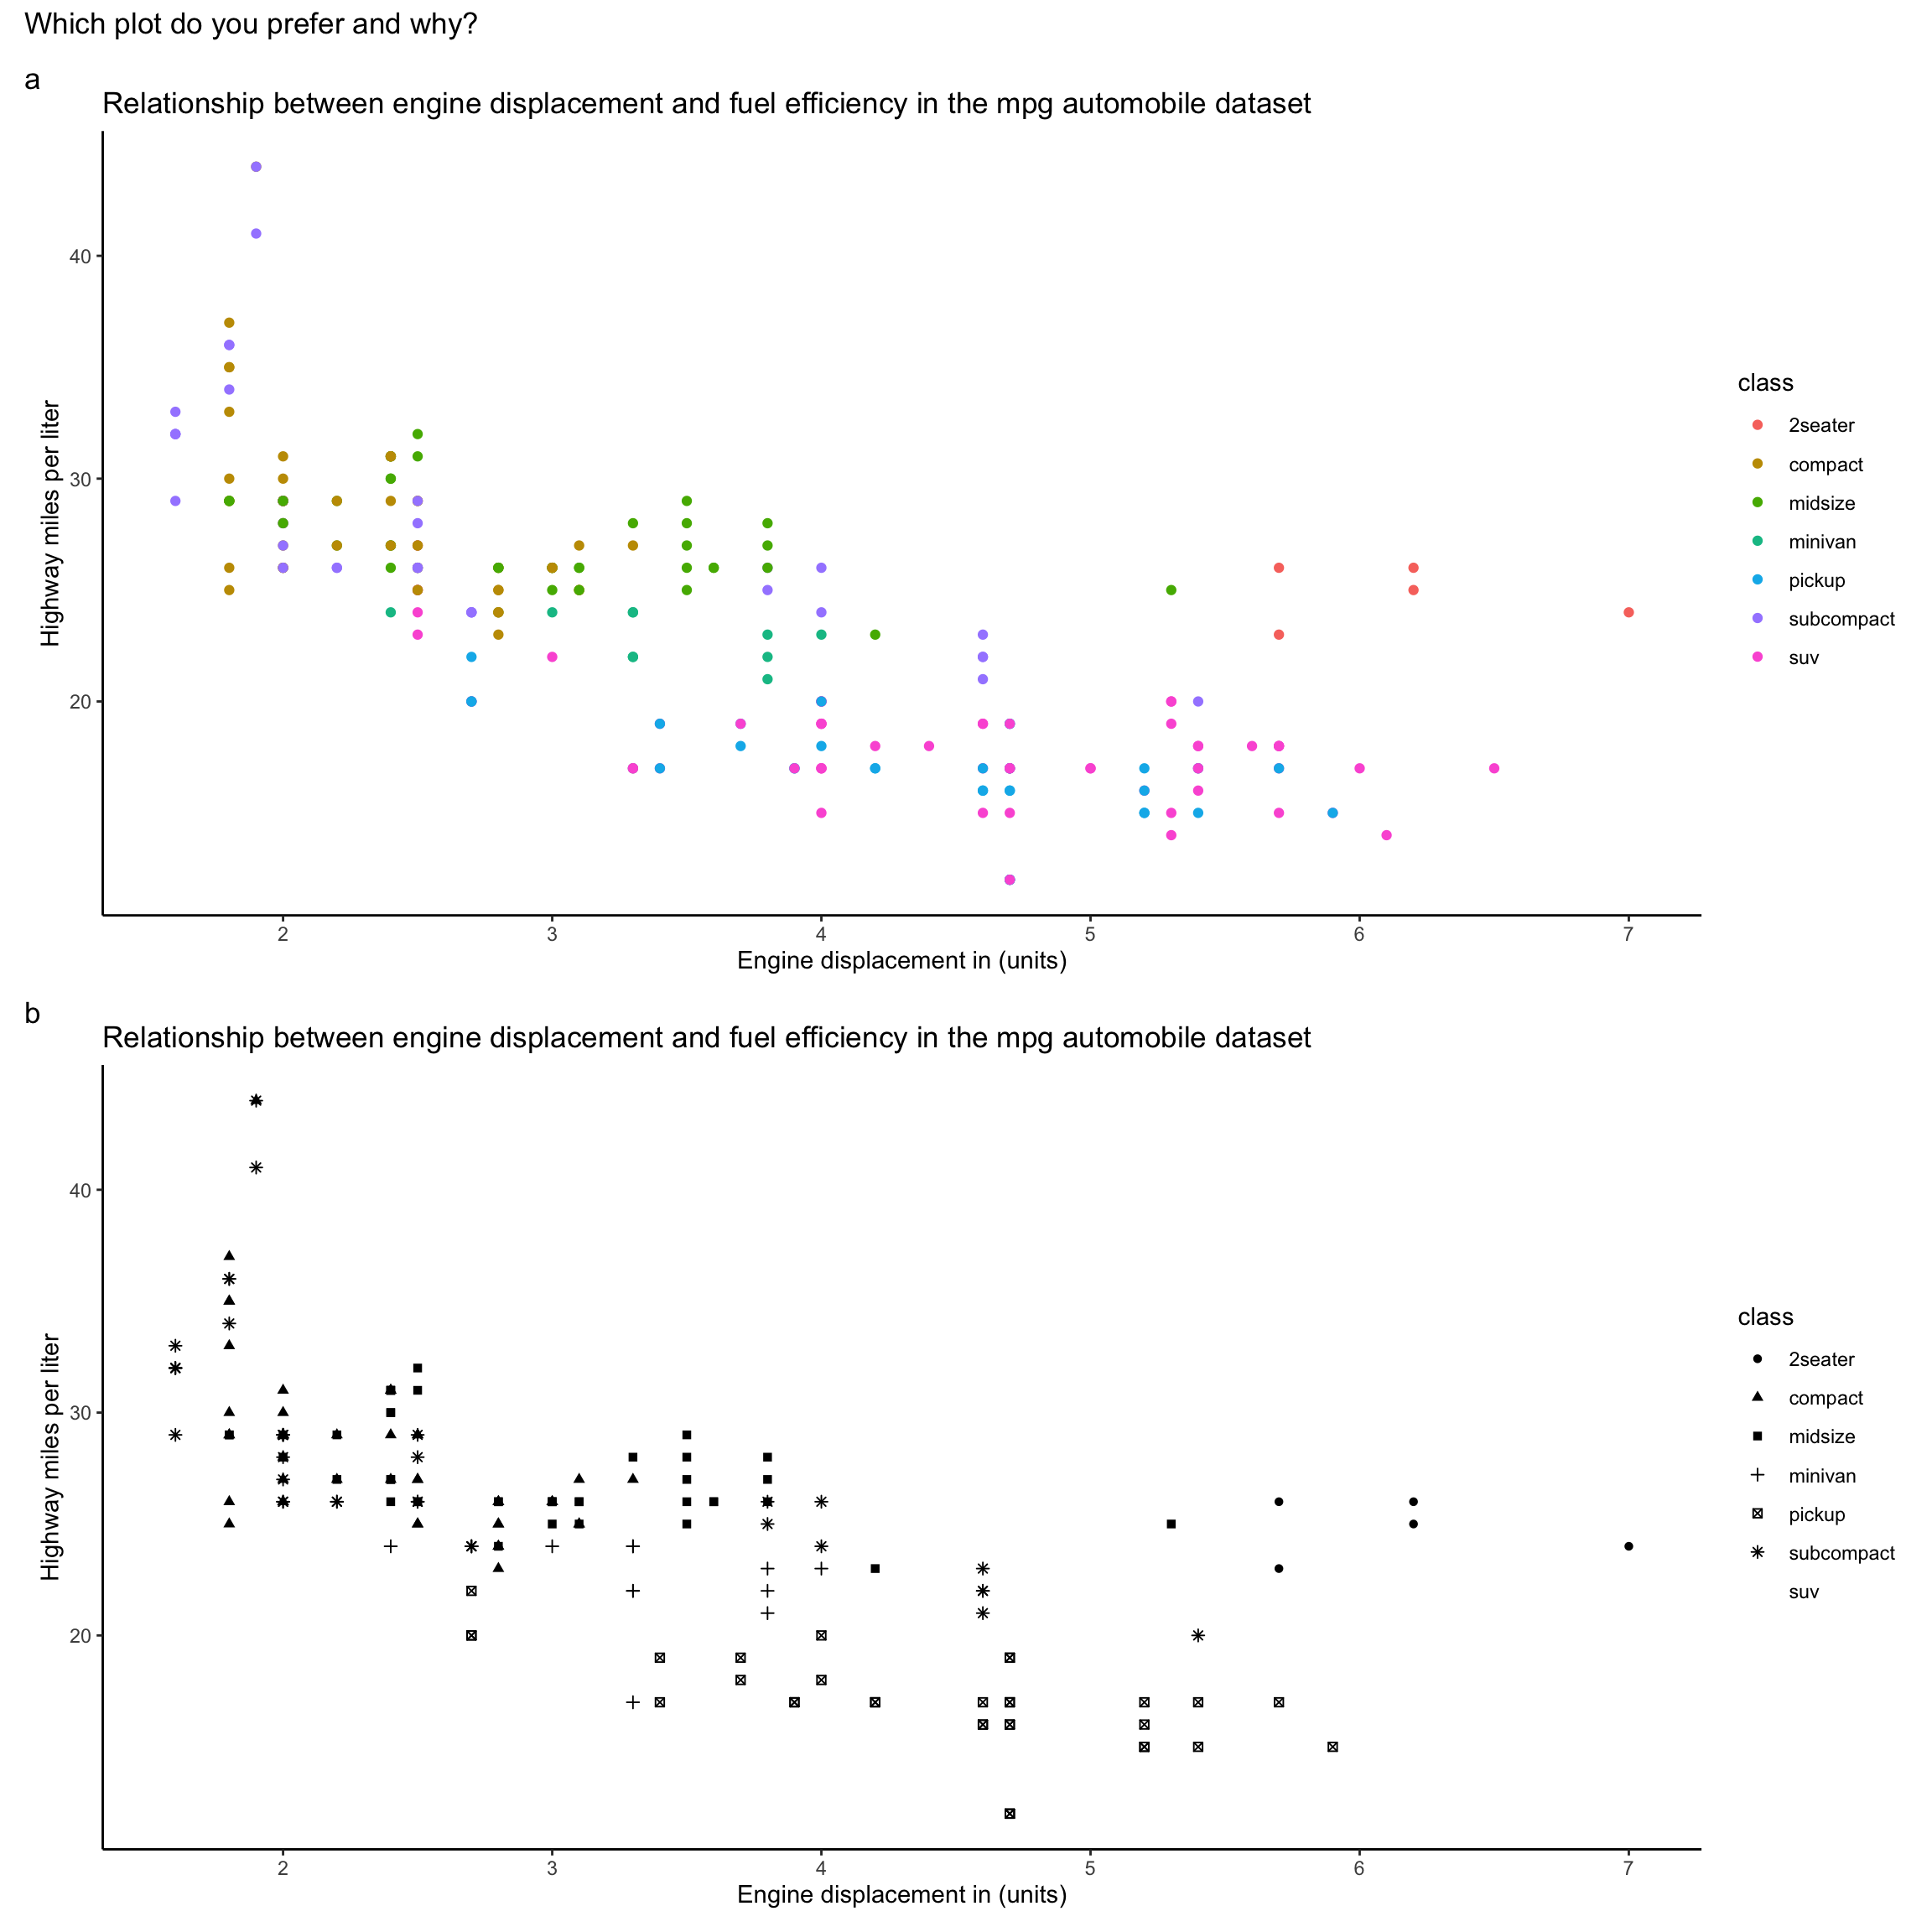 Which plot do you prefer and why?
a
Relationship between engine displacement and fuel efficiency in the mpg automobile dataset
Highway miles per liter
40
30
20
2 3 4 5 6 7
Engine displacement in (units)
class
2seater
compact
midsize
minivan
pickup
subcompact
suv
b
Relationship between engine displacement and fuel efficiency in the mpg automobile dataset
Highway miles per liter
40
30
20
2 3 4 5 6 7
Engine displacement in (units)
class
2seater
compact
midsize
minivan
pickup
subcompact
suv